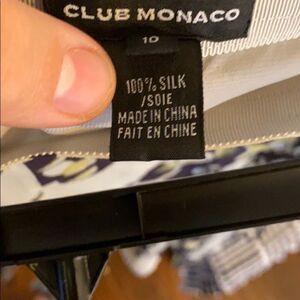 CLUB MONACO
10
100% SILK
/SOIE
MADE IN CHINA
FAIT EN CHINE